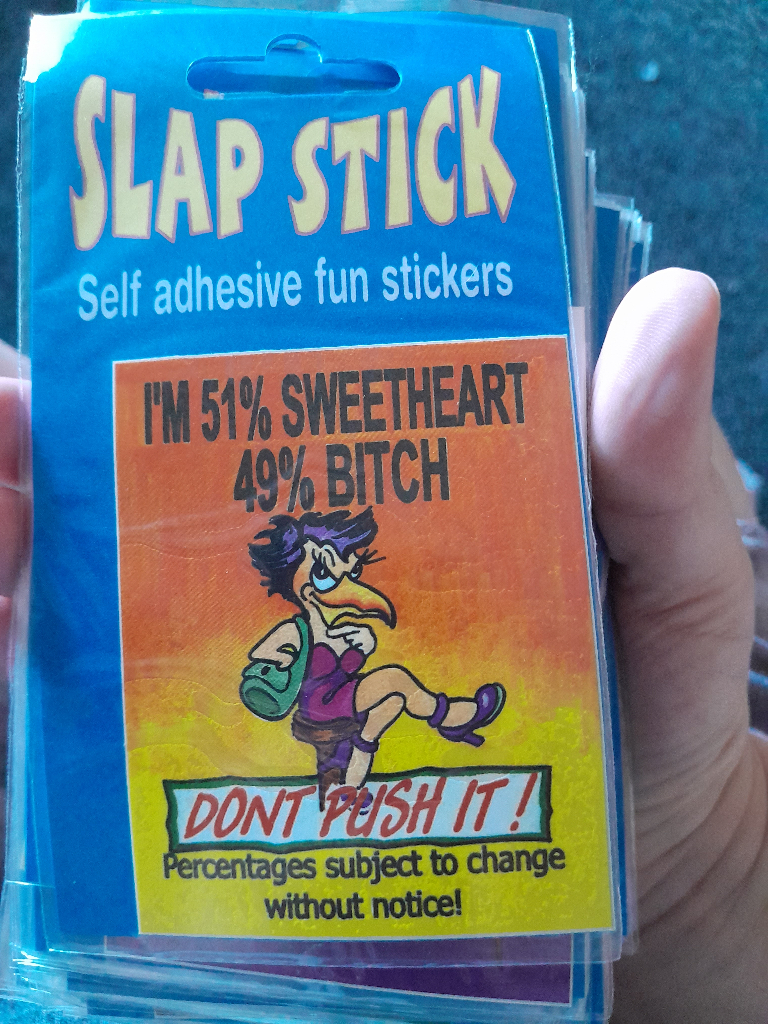 SLAP STICK
Self adhesive fun stickers
I'M 51% SWEETHEART
49% BITCH
DONT PUSH IT!
Percentages subject to change
without notice!